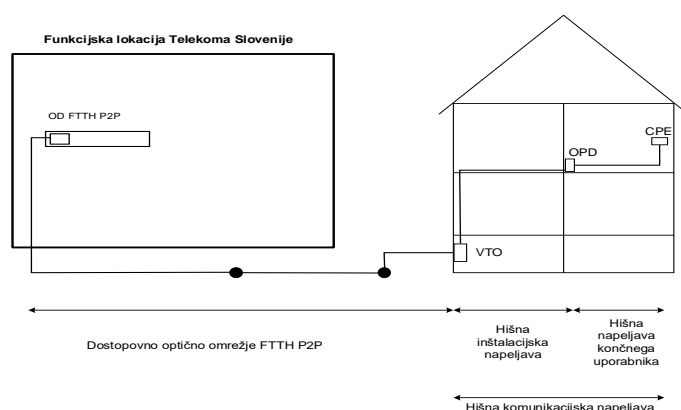 Funkcijska lokacija Telekoma Slovenije
OD FTTH P2P
CPE
OPD
VTO
Dostopovno optično omrežje FTTH P2P
Hišna
inštalacijska
napeljava
Hišna
napeljava
končnega
uporabnika
Hišna komunikacijska napeljava